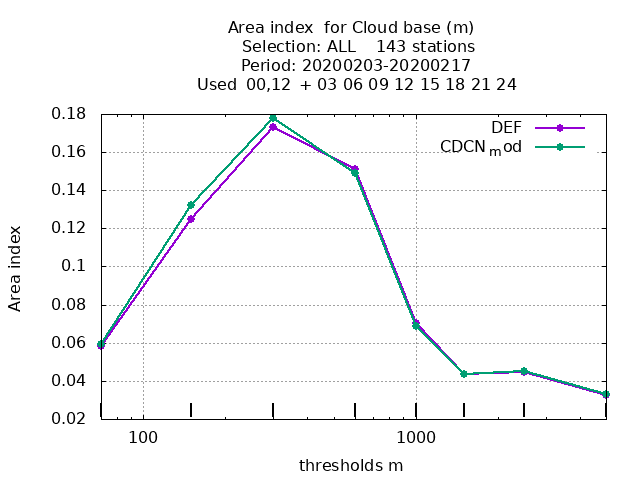 Area index  for Cloud base (m)
Selection: ALL    143 stations
Period: 20200203-20200217
Used  00,12  + 03 06 09 12 15 18 21 24
DEF
CDCNmod
0.18
0.16
0.14
0.12
0.1
0.08
0.06
0.04
0.02
Area index
100 1000
thresholds m